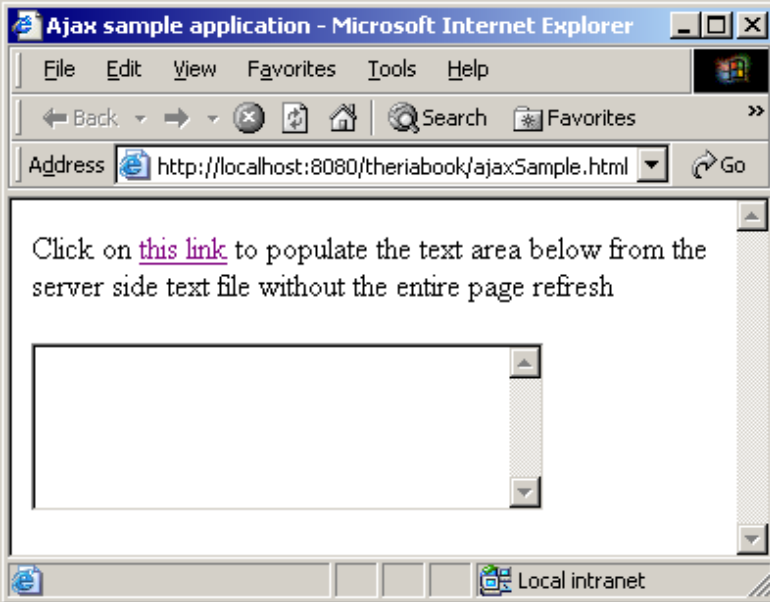 Ajax sample application - Microsoft Internet Explorer
File Edit View Favorites Tools Help
Back Search Favorites »
Address http://localhost:8080/theriabook/ajaxSample.html Go
Click on this link to populate the text area below from the
server side text file without the entire page refresh
Local intranet